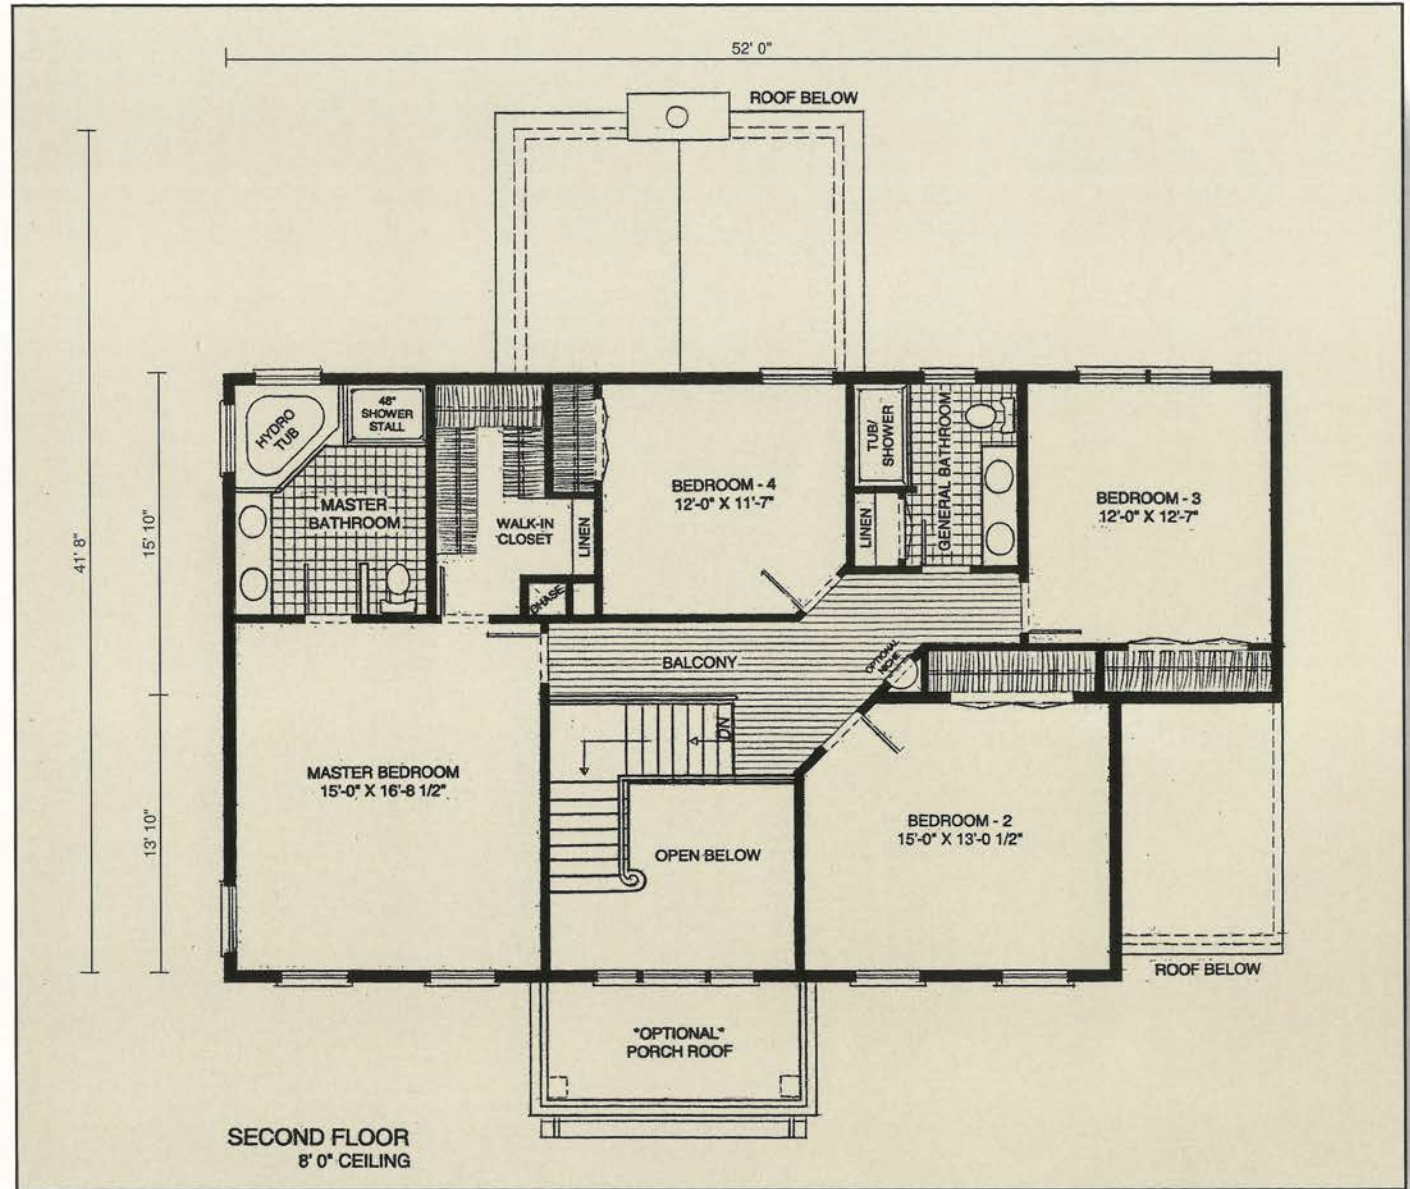 52' 0"
ROOF BELOW
41' 8"
15' 10"
13' 10"
HYDRO
TUB
48"
SHOWER
STALL
MASTER
BATHROOM
WALK-IN
CLOSET
LINEN
CHASE
BEDROOM - 4
12'-0" X 11'-7"
TUB/
SHOWER
LINEN
GENERAL BATHROOM
BEDROOM - 3
12'-0" X 12'-7"
BALCONY
OPTIONAL
NICHE
DN
MASTER BEDROOM
15'-0" X 16'-8 1/2"
OPEN BELOW
BEDROOM - 2
15'-0" X 13'-0 1/2"
ROOF BELOW
*OPTIONAL*
PORCH ROOF
SECOND FLOOR
8' 0" CEILING